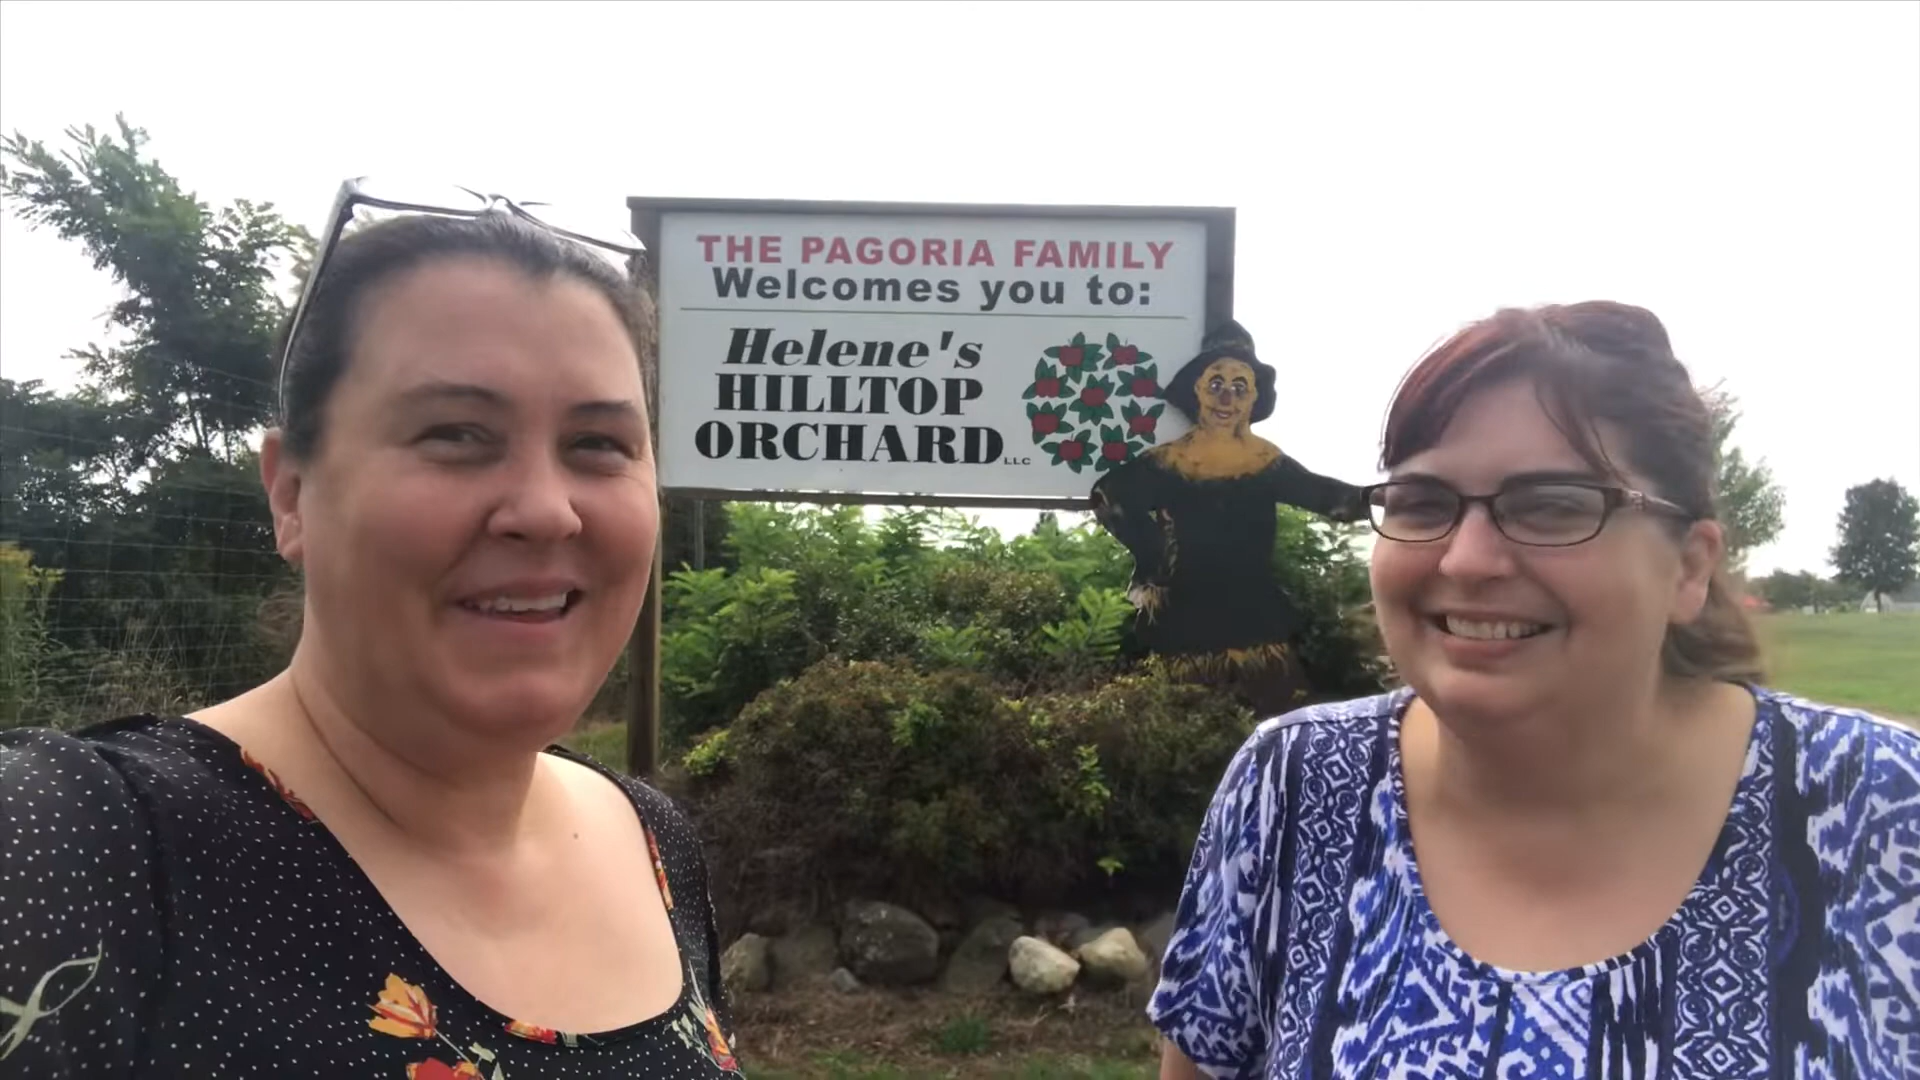 THE PAGORIA FAMILY
Welcomes you to:
Helene's
HILLTOP
ORCHARD LLC